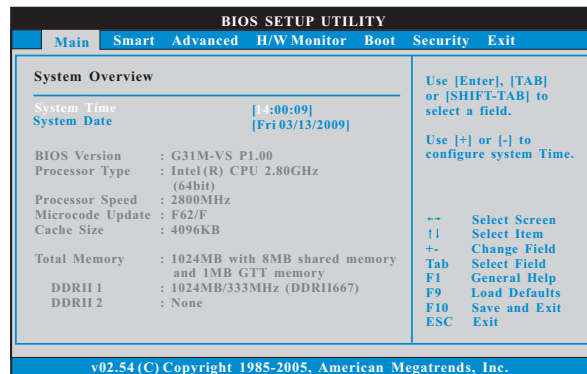 BIOS SETUP UTILITY
Main Smart Advanced H/W Monitor Boot Security Exit
System Overview
System Time [14:00:09]
System Date [Fri 03/13/2009]
BIOS Version : G31M-VS P1.00
Processor Type : Intel (R) CPU 2.80GHz
(64bit)
Processor Speed : 2800MHz
Microcode Update : F62/F
Cache Size : 4096KB
Total Memory : 1024MB with 8MB shared memory
and 1MB GTT memory
DDRII 1 : 1024MB/333MHz (DDRII667)
DDRII 2 : None
Use [Enter], [TAB]
or [SHIFT-TAB] to
select a field.
Use [+] or [-] to
configure system Time.
←→ Select Screen
↑↓ Select Item
+- Change Field
Tab Select Field
F1 General Help
F9 Load Defaults
F10 Save and Exit
ESC Exit
v02.54 (C) Copyright 1985-2005, American Megatrends, Inc.